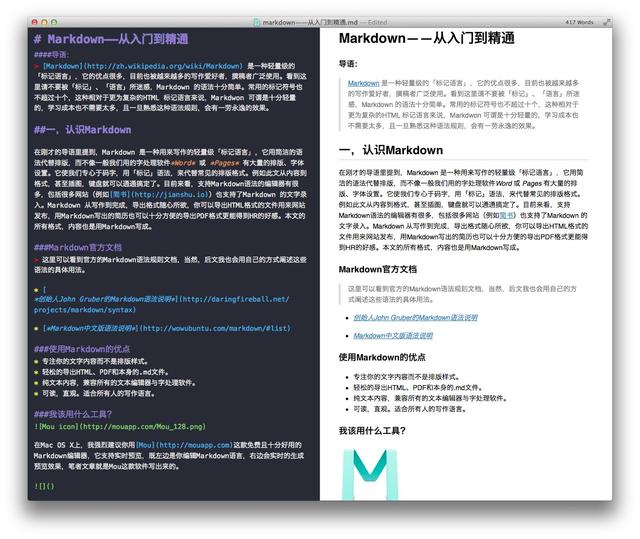 markdown——从入门到精通.md — Edited
417 Words
# Markdown——从入门到精通
####导语:
> [Markdown](http://zh.wikipedia.org/wiki/Markdown) 是一种轻量级的
「标记语言」，它的优点很多，目前也被越来越多的写作爱好者，撰稿者广泛使用。看到这
里请不要被「标记」、「语言」所迷惑，Markdown 的语法十分简单。常用的标记符号也
不超过十个，这种相对于更为复杂的HTML 标记语言来说，Markdwon 可谓是十分轻量
的，学习成本也不需要太多，且一旦熟悉这种语法规则，会有一劳永逸的效果。
##一，认识Markdown
在刚才的导语里提到，Markdown 是一种用来写作的轻量级「标记语言」，它用简洁的语
法代替排版，而不像一般我们用的字处理软件*Word* 或 *Pages* 有大量的排版、字体
设置。它使我们专心于码字，用「标记」语法，来代替常见的排版格式。例如此文从内容到
格式，甚至插图，键盘就可以通通搞定了。目前来看，支持Markdown语法的编辑器有很
多，包括很多网站（例如[简书](http://jianshu.io)）也支持了Markdown 的文字录
入。Markdown 从写作到完成，导出格式随心所欲，你可以导出HTML格式的文件用来网站
发布，用Markdown写出的简历也可以十分方便的导出PDF格式更能得到HR的好感。本文的
所有格式，内容也是用Markdown写成。
###Markdown官方文档
> 这里可以看到官方的Markdown语法规则文档，当然，后文我也会用自己的方式阐述这些
语法的具体用法。
* [
*创始人John Gruber的Markdown语法说明*](http://daringfireball.net/
projects/markdown/syntax)
* [*Markdown中文版语法说明*](http://wowubuntu.com/markdown/#list)
###使用Markdown的优点
* 专注你的文字内容而不是排版样式。
* 轻松的导出HTML、PDF和本身的.md文件。
* 纯文本内容，兼容所有的文本编辑器与字处理软件。
* 可读，直观。适合所有人的写作语言。
###我该用什么工具？
![Mou icon](http://mouapp.com/Mou_128.png)
在Mac OS X上，我强烈建议你用[Mou](http://mouapp.com)这款免费且十分好用的
Markdown编辑器，它支持实时预览，既左边是你编辑Markdown语言，右边会实时的生成
预览效果，笔者文章就是Mou这款软件写出来的。
![]()
Markdown——从入门到精通
导语:
Markdown 是一种轻量级的「标记语言」，它的优点很多，目前也被越来越多
的写作爱好者，撰稿者广泛使用。看到这里请不要被「标记」、「语言」所迷
惑，Markdown 的语法十分简单。常用的标记符号也不超过十个，这种相对于
更为复杂的HTML 标记语言来说，Markdwon 可谓是十分轻量的，学习成本也
不需要太多，且一旦熟悉这种语法规则，会有一劳永逸的效果。
一，认识Markdown
在刚才的导语里提到，Markdown 是一种用来写作的轻量级「标记语言」，它用简
洁的语法代替排版，而不像一般我们用的字处理软件Word 或 Pages 有大量的排
版、字体设置。它使我们专心于码字，用「标记」语法，来代替常见的排版格式。
例如此文从内容到格式，甚至插图，键盘就可以通通搞定了。目前来看，支持
Markdown语法的编辑器有很多，包括很多网站（例如简书）也支持了Markdown 的
文字录入。Markdown 从写作到完成，导出格式随心所欲，你可以导出HTML格式的
文件用来网站发布，用Markdown写出的简历也可以十分方便的导出PDF格式更能得
到HR的好感。本文的所有格式，内容也是用Markdown写成。
Markdown官方文档
这里可以看到官方的Markdown语法规则文档，当然，后文我也会用自己的方
式阐述这些语法的具体用法。
• 创始人John Gruber的Markdown语法说明
• Markdown中文版语法说明
使用Markdown的优点
• 专注你的文字内容而不是排版样式。
• 轻松的导出HTML、PDF和本身的.md文件。
• 纯文本内容，兼容所有的文本编辑器与字处理软件。
• 可读，直观。适合所有人的写作语言。
我该用什么工具？